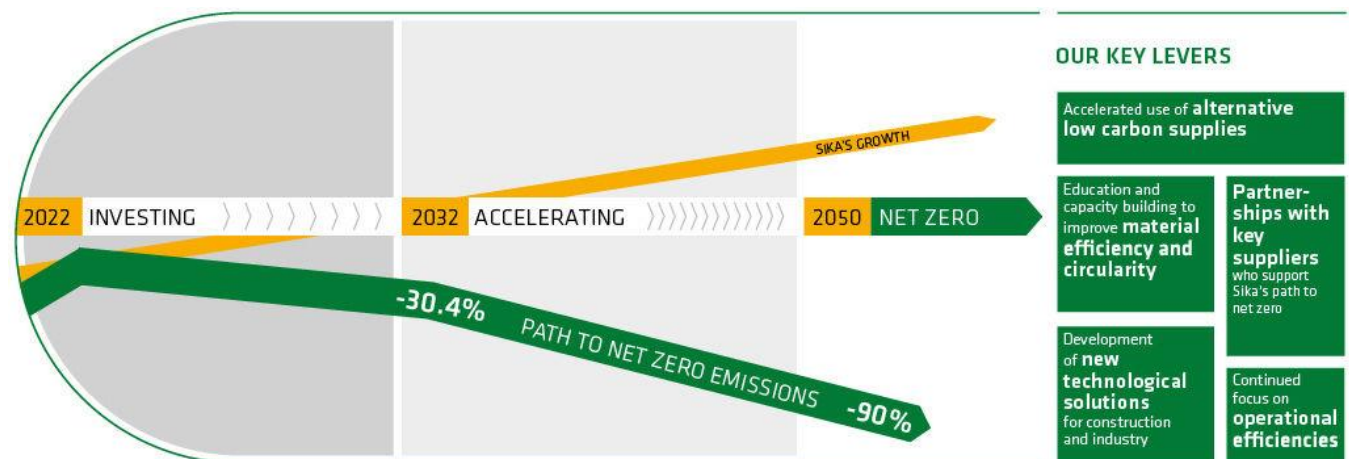 OUR KEY LEVERS
Accelerated use of alternative
low carbon supplies
SIKA'S GROWTH
2022 INVESTING
2032 ACCELERATING
2050 NET ZERO
-30.4%
PATH TO NET ZERO EMISSIONS
-90%
Education and
capacity building to
improve material
efficiency and
circularity
Partner-
ships with
key
suppliers
who support
Sika's path to
net zero
Development
of new
technological
solutions
for construction
and industry
Continued
focus on
operational
efficiencies